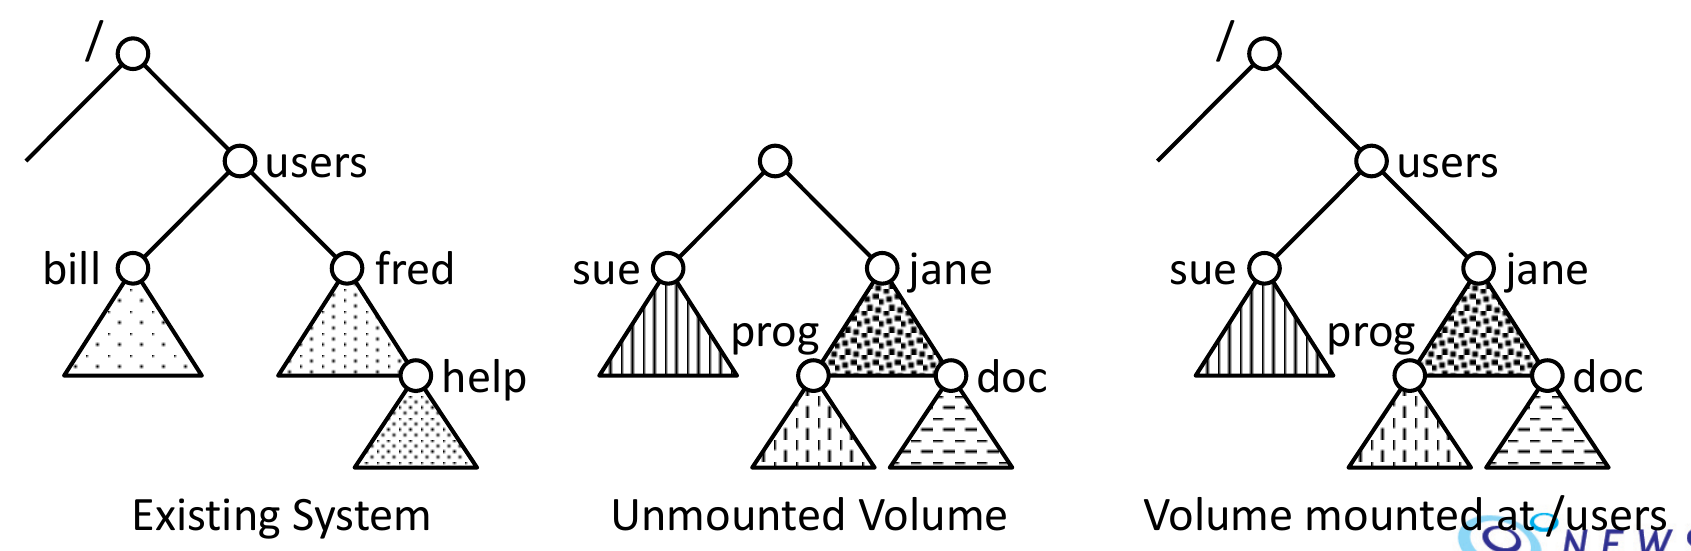 /
users
bill
fred
help
Existing System
sue
jane
prog
doc
Unmounted Volume
/
users
sue
jane
prog
doc
Volume mounted at /users
NEWS